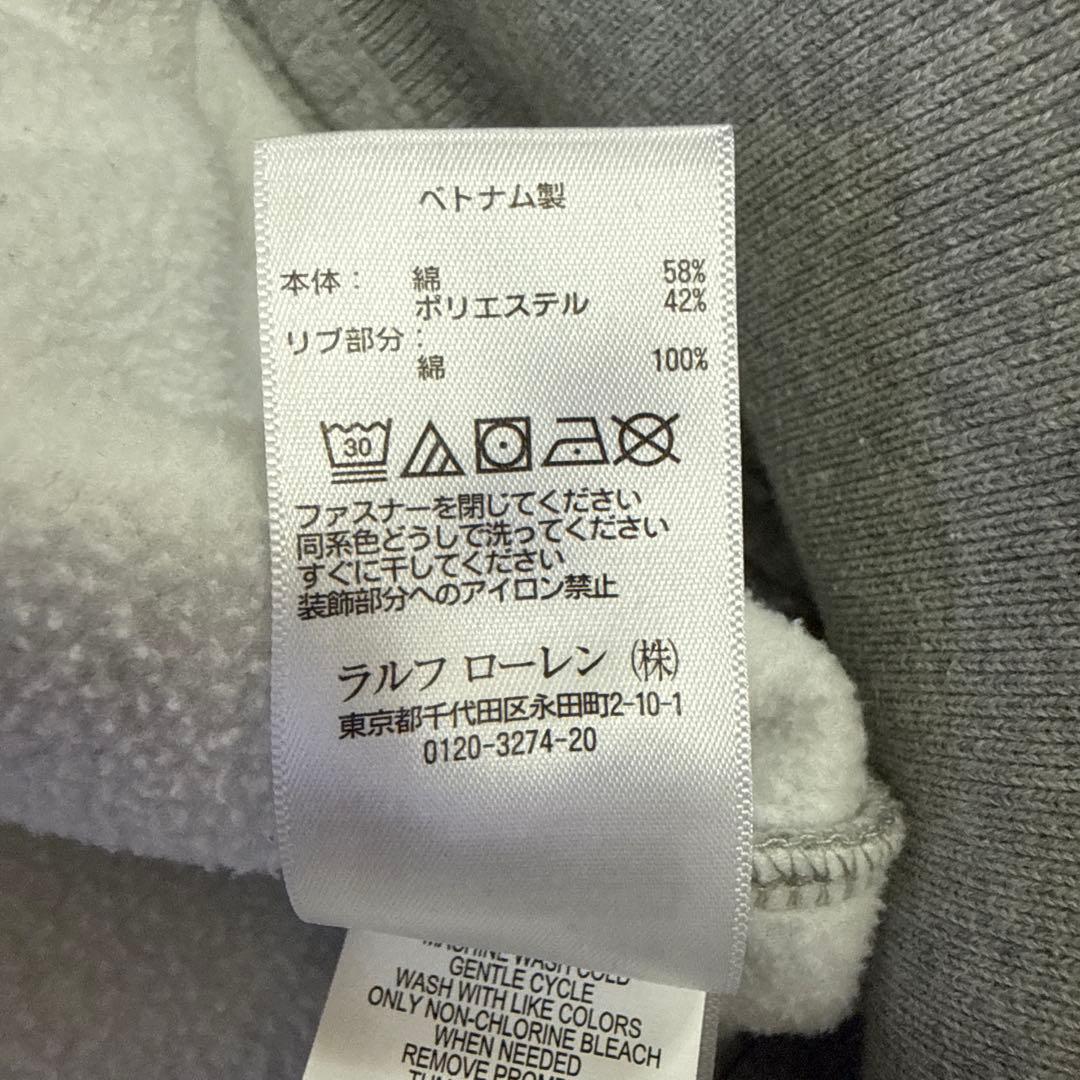 ベトナム製
本体： 綿 58%
ポリエステル 42%
リブ部分：
綿 100%
30
ファスナーを閉じてください
同系色どうしで洗ってください
すぐに干してください
装飾部分へのアイロン禁止
ラルフ ローレン（株）
東京都千代田区永田町2-10-1
0120-3274-20
MACHINE WASH COLD
GENTLE CYCLE
WASH WITH LIKE COLORS
ONLY NON-CHLORINE BLEACH
WHEN NEEDED
REMOVE